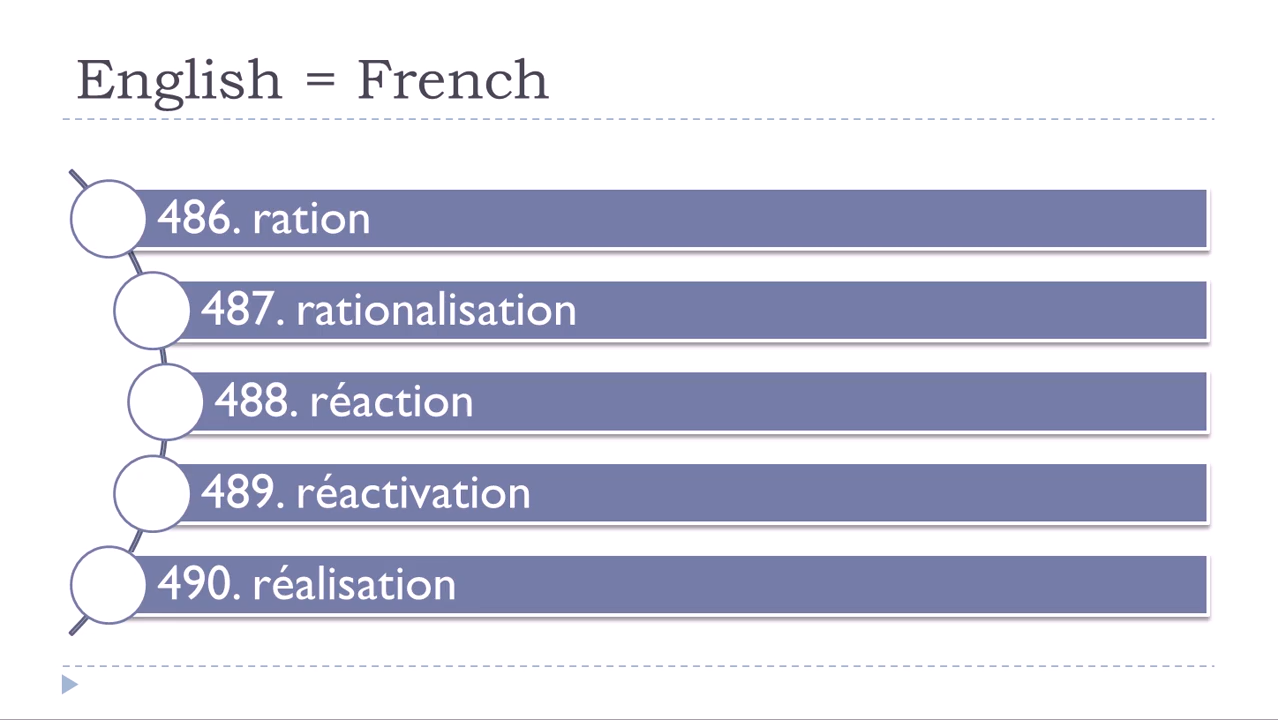 English = French
486. ration
487. rationalisation
488. réaction
489. réactivation
490. réalisation